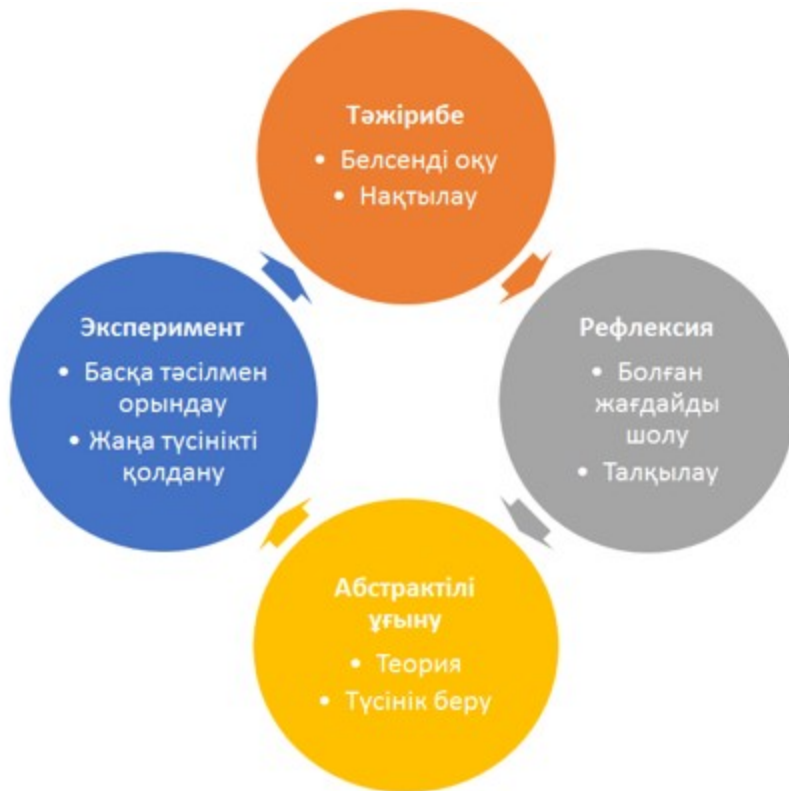 Тәжірибе
• Белсенді оқу
• Нақтылау
Рефлексия
• Болған
жағдайды
шолу
• Талқылау
Абстрактілі
ұғыну
• Теория
• Түсінік беру
Эксперимент
• Басқа тәсілмен
орындау
• Жаңа түсінікті
қолдану